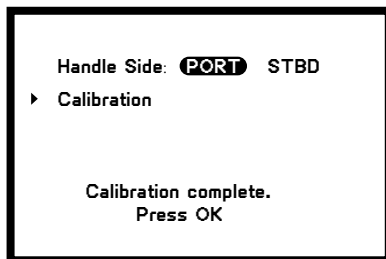 Handle Side: PORT STBD
Calibration
Calibration complete.
Press OK